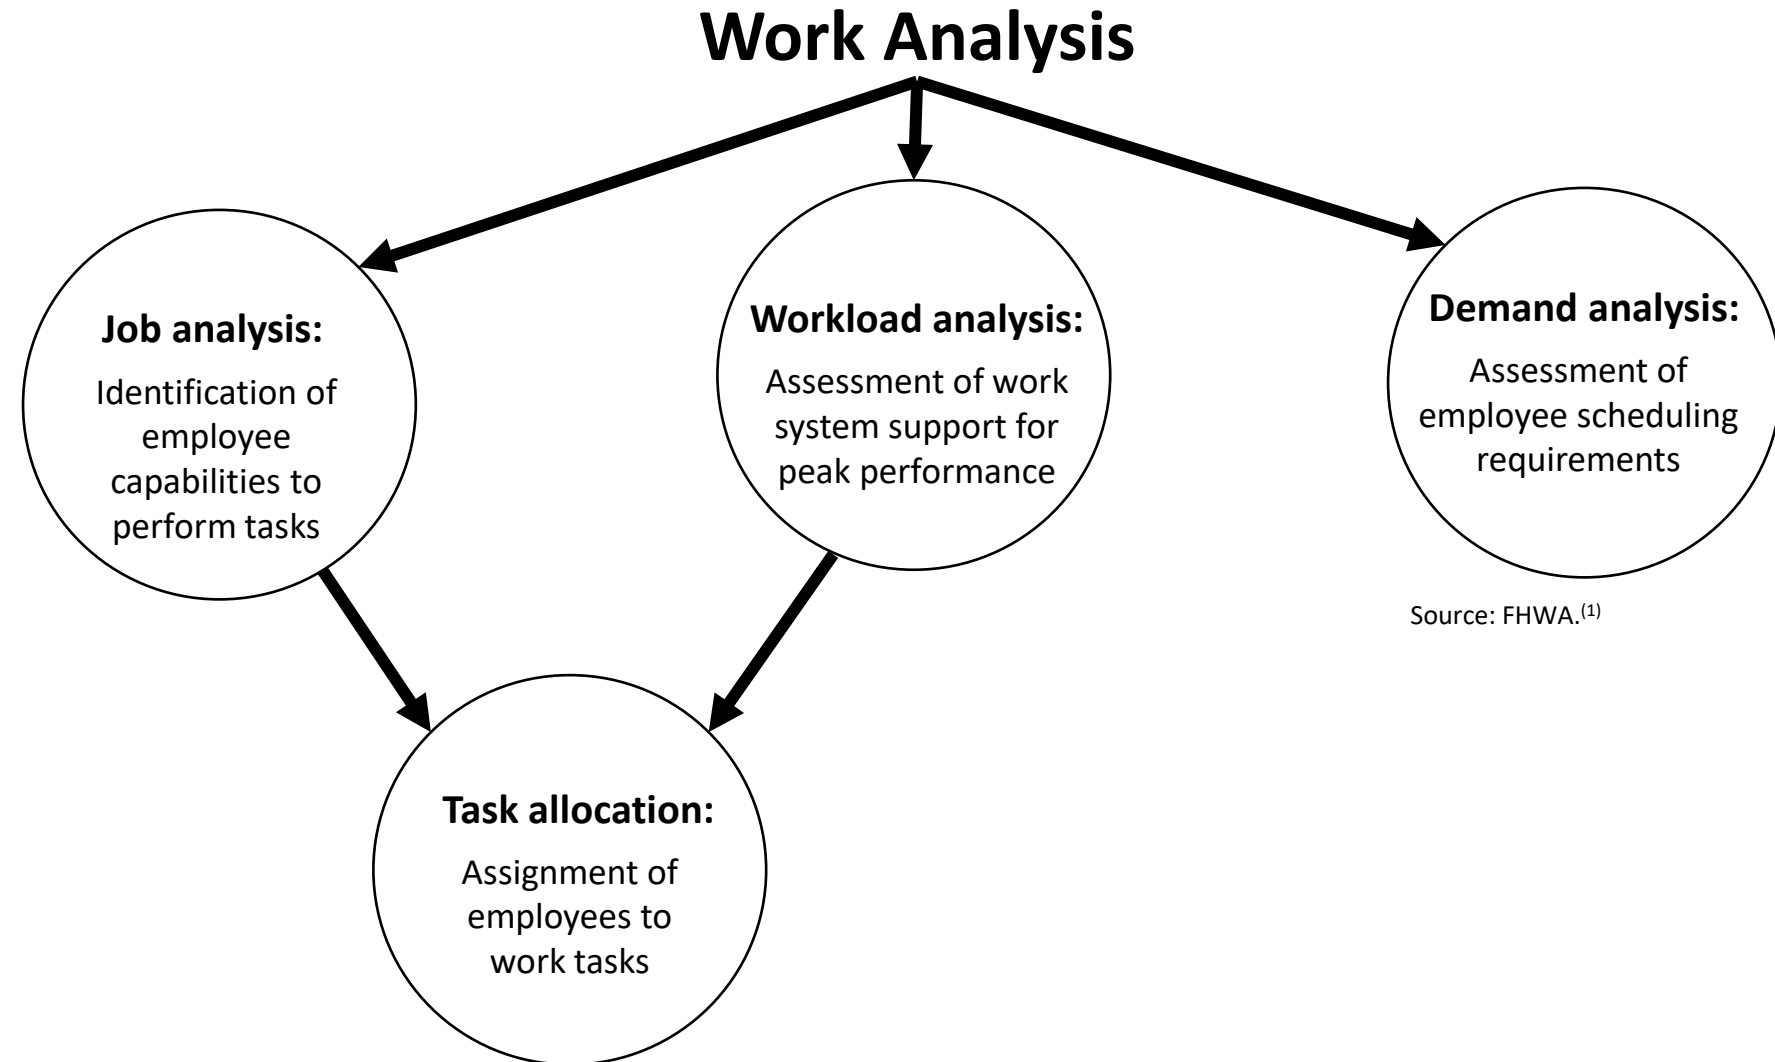 Work Analysis
Job analysis:
Identification of
employee
capabilities to
perform tasks
Workload analysis:
Assessment of work
system support for
peak performance
Demand analysis:
Assessment of
employee scheduling
requirements
Source: FHWA.(1)
Task allocation:
Assignment of
employees to
work tasks